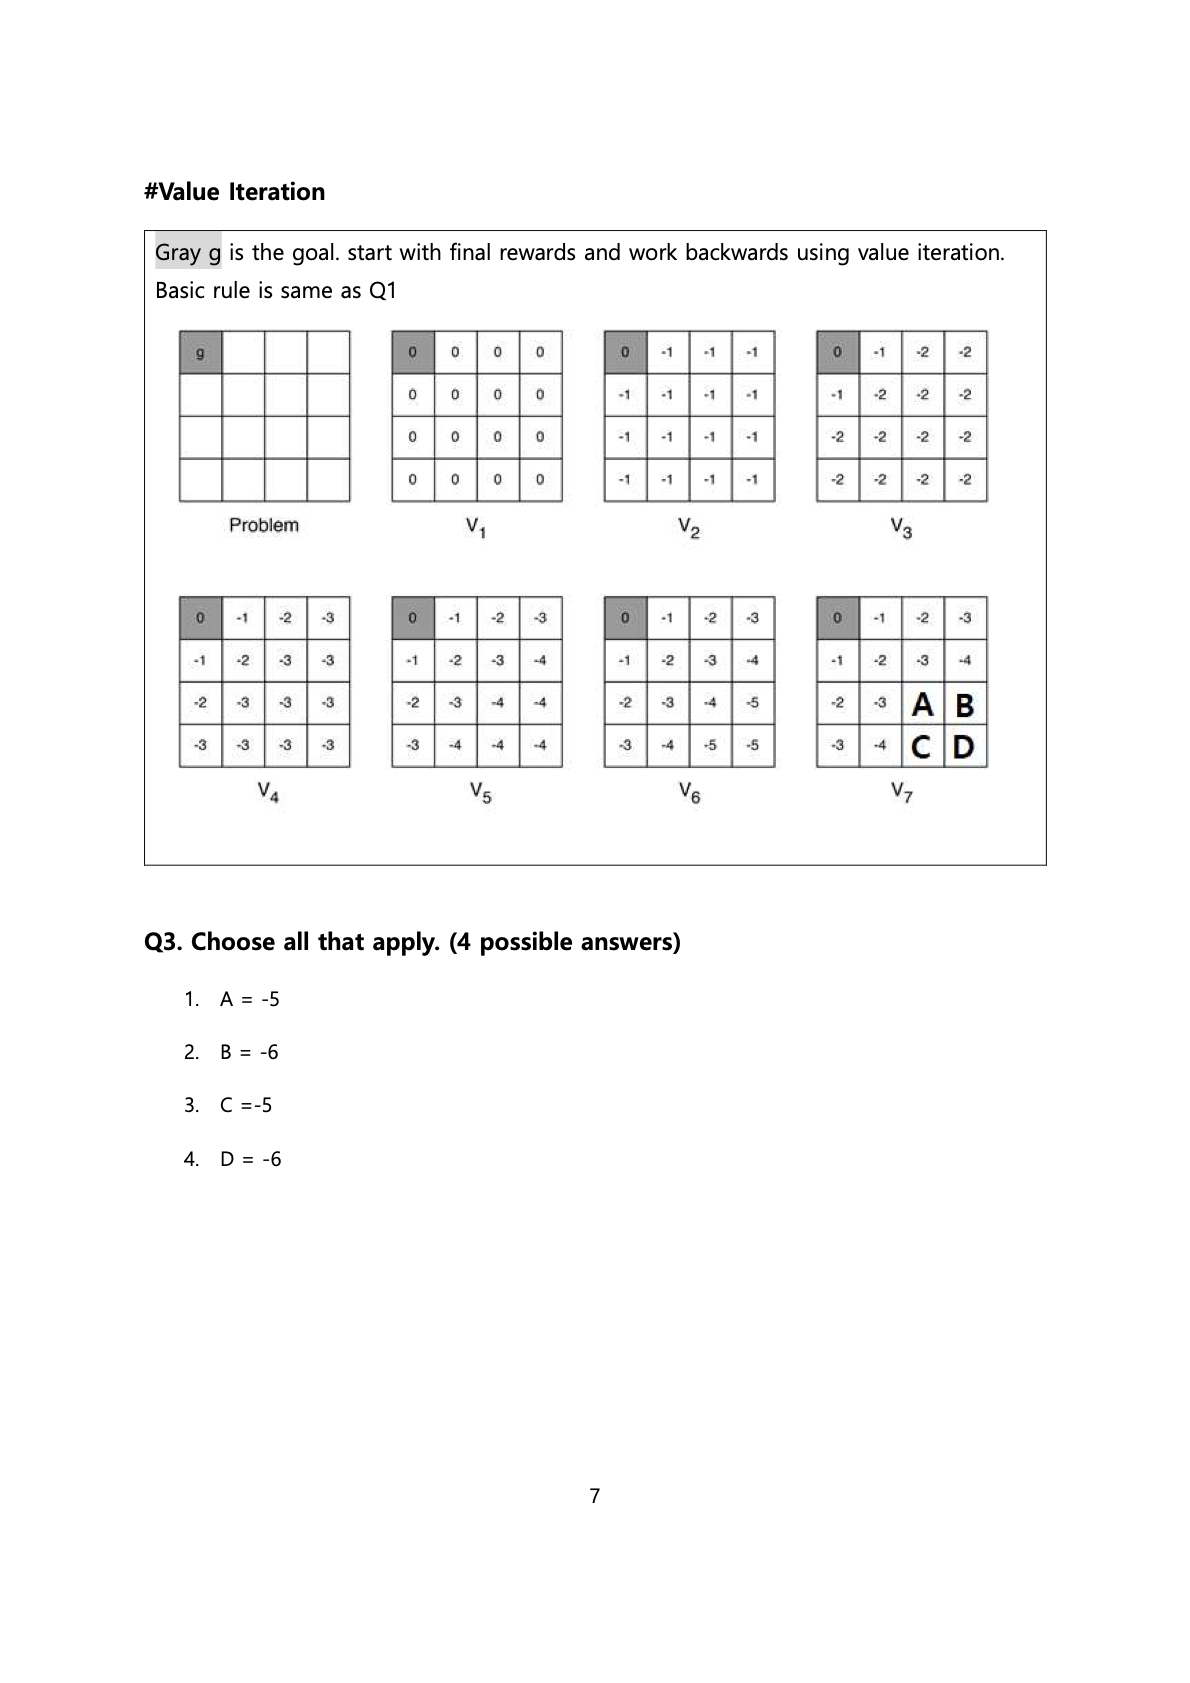 #Value Iteration
Gray g is the goal. start with final rewards and work backwards using value iteration.
Basic rule is same as Q1
g
0 0 0 0
0 0 0 0
0 0 0 0
0 0 0 0
0 -1 -1 -1
-1 -1 -1 -1
-1 -1 -1 -1
-1 -1 -1 -1
0 -1 -2 -2
-1 -2 -2 -2
-2 -2 -2 -2
-2 -2 -2 -2
Problem V1 V2 V3
0 -1 -2 -3
-1 -2 -3 -3
-2 -3 -3 -3
-3 -3 -3 -3
0 -1 -2 -3
-1 -2 -3 -4
-2 -3 -4 -4
-3 -4 -4 -4
0 -1 -2 -3
-1 -2 -3 -4
-2 -3 -4 -5
-3 -4 -5 -5
0 -1 -2 -3
-1 -2 -3 -4
-2 -3 A B
-3 -4 C D
V4 V5 V6 V7
Q3. Choose all that apply. (4 possible answers)
1. A = -5
2. B = -6
3. C =-5
4. D = -6
7